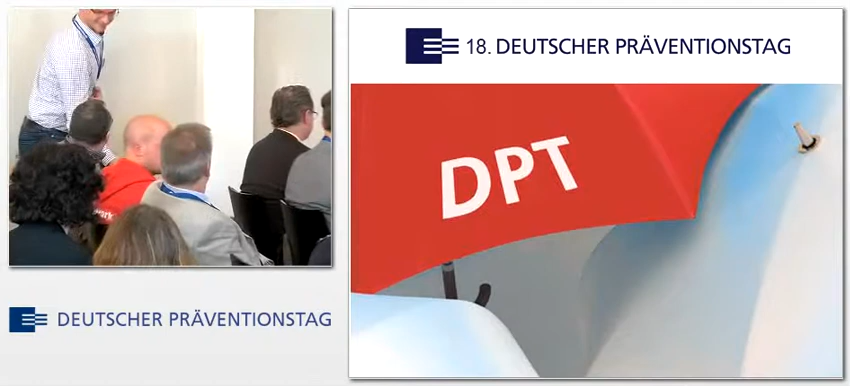 18. DEUTSCHER PRÄVENTIONSTAG
DPT
DEUTSCHER PRÄVENTIONSTAG